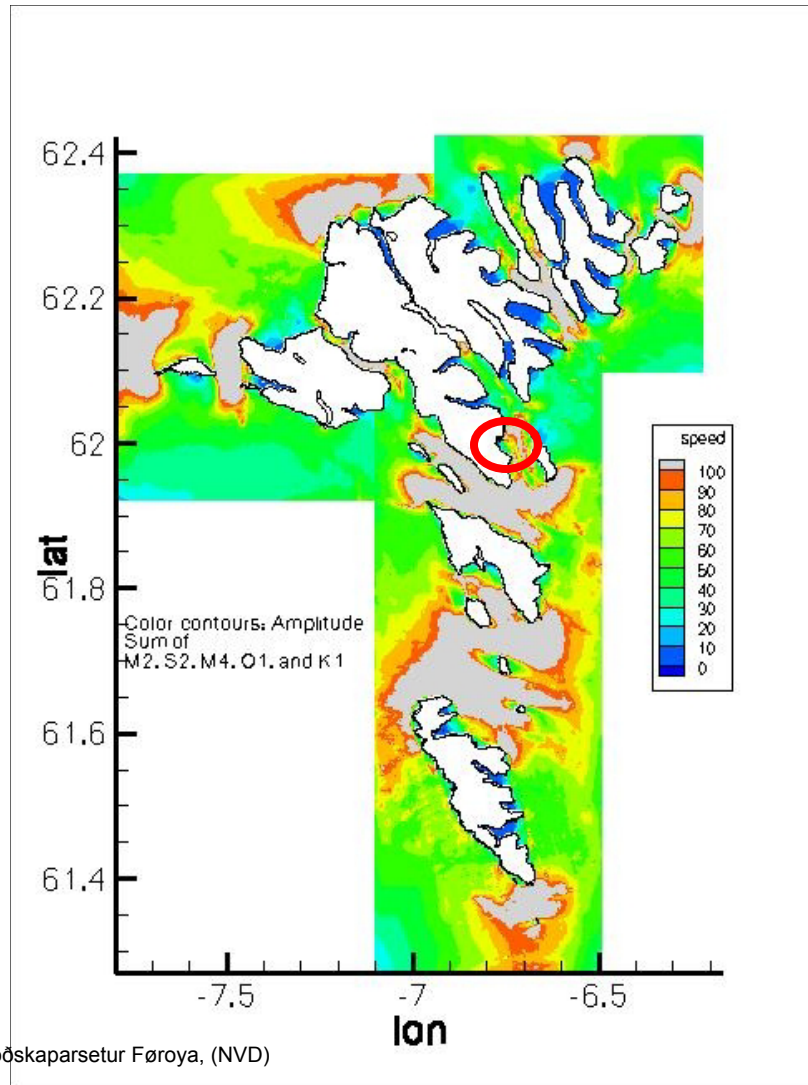 62.4
62.2
62
61.8
61.6
61.4
lat
-7.5
-7
-6.5
lon
Color contours: Amplitude
Sum of
M2. S2. M4. O1. and K1
speed
100
90
80
70
60
50
40
30
20
10
0
ðskaparsetur Føroya, (NVD)